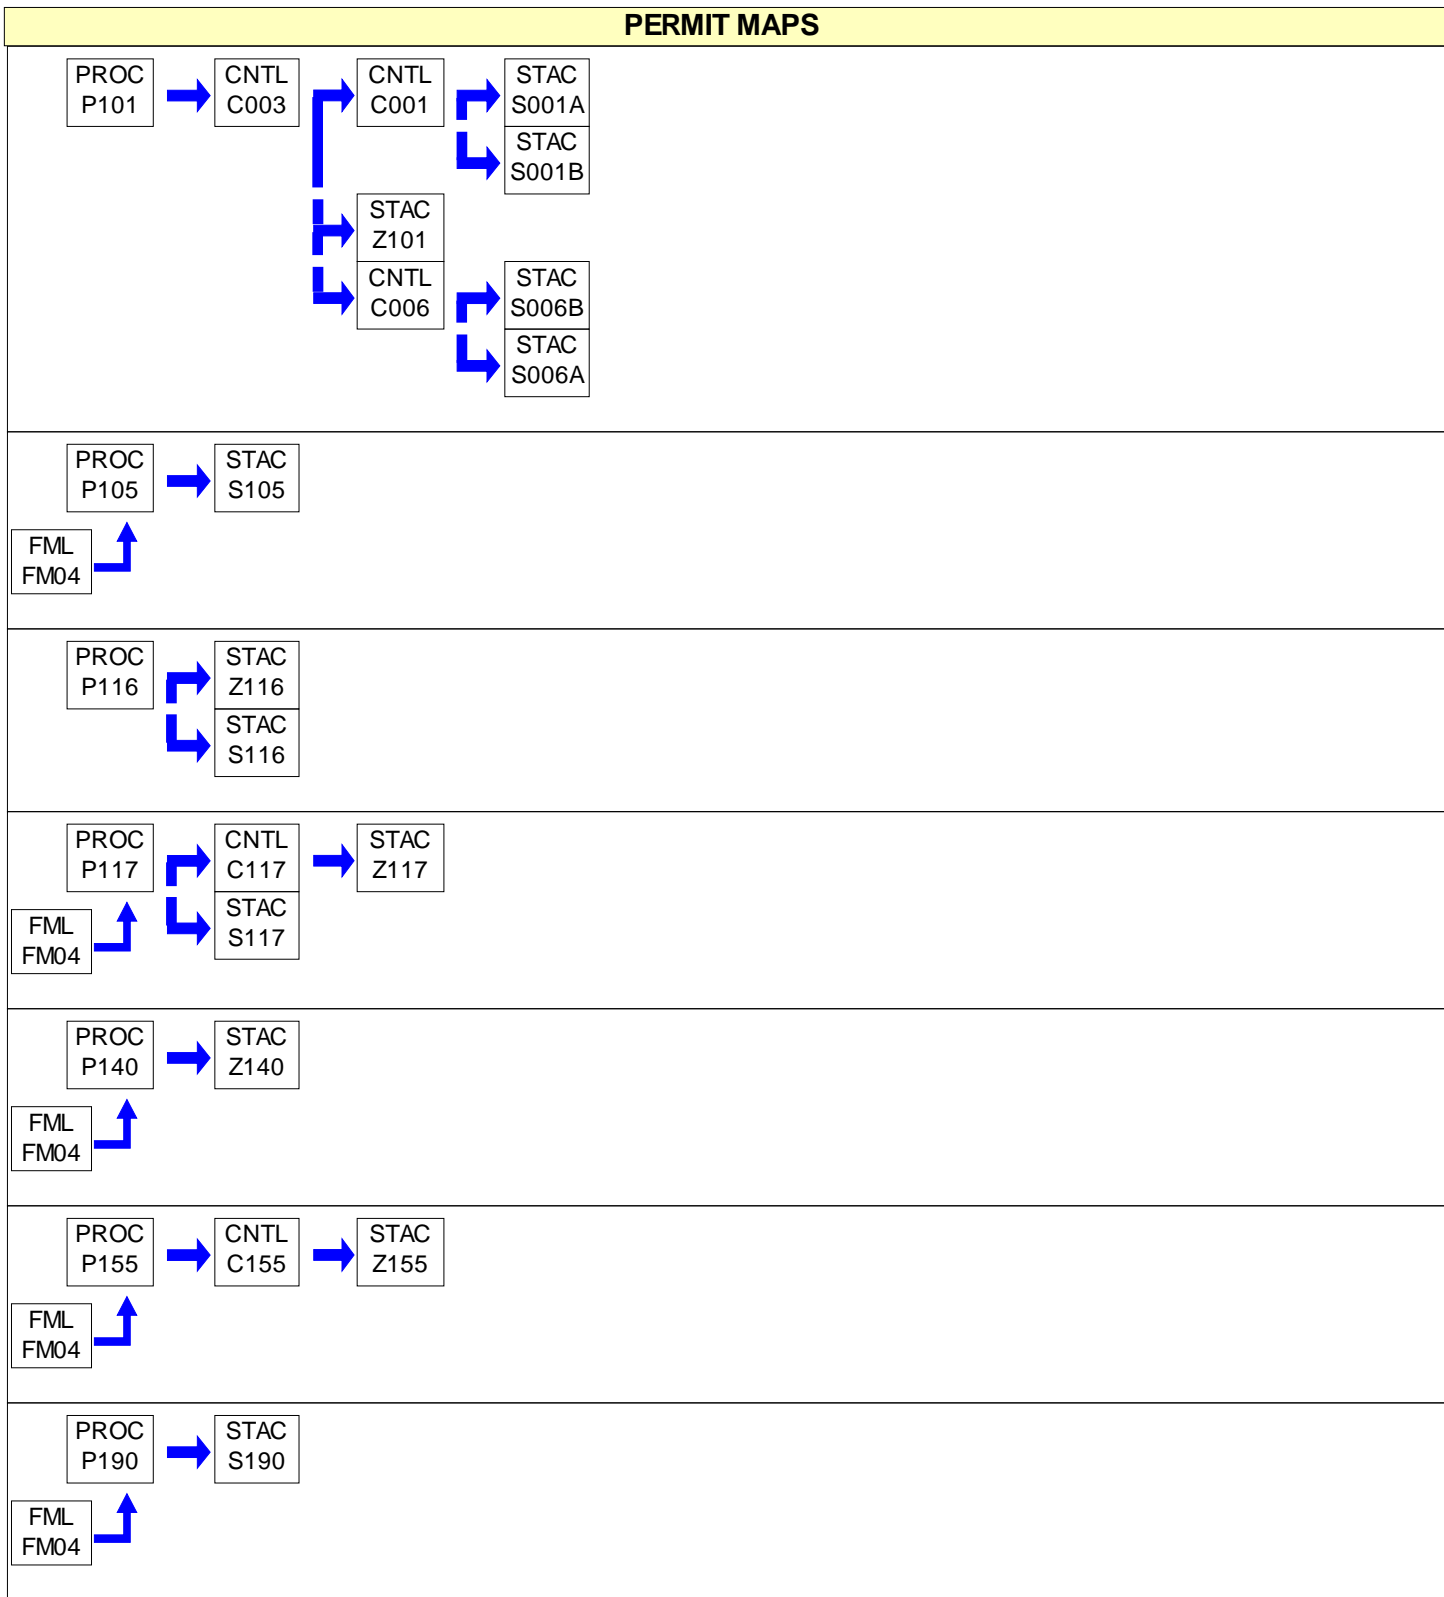 PERMIT MAPS
PROC
P101
CNTL
C003
CNTL
C001
STAC
S001A
STAC
S001B
STAC
Z101
CNTL
C006
STAC
S006B
STAC
S006A
PROC
P105
STAC
S105
FML
FM04
PROC
P116
STAC
Z116
STAC
S116
PROC
P117
CNTL
C117
STAC
Z117
STAC
S117
FML
FM04
PROC
P140
STAC
Z140
FML
FM04
PROC
P155
CNTL
C155
STAC
Z155
FML
FM04
PROC
P190
STAC
S190
FML
FM04